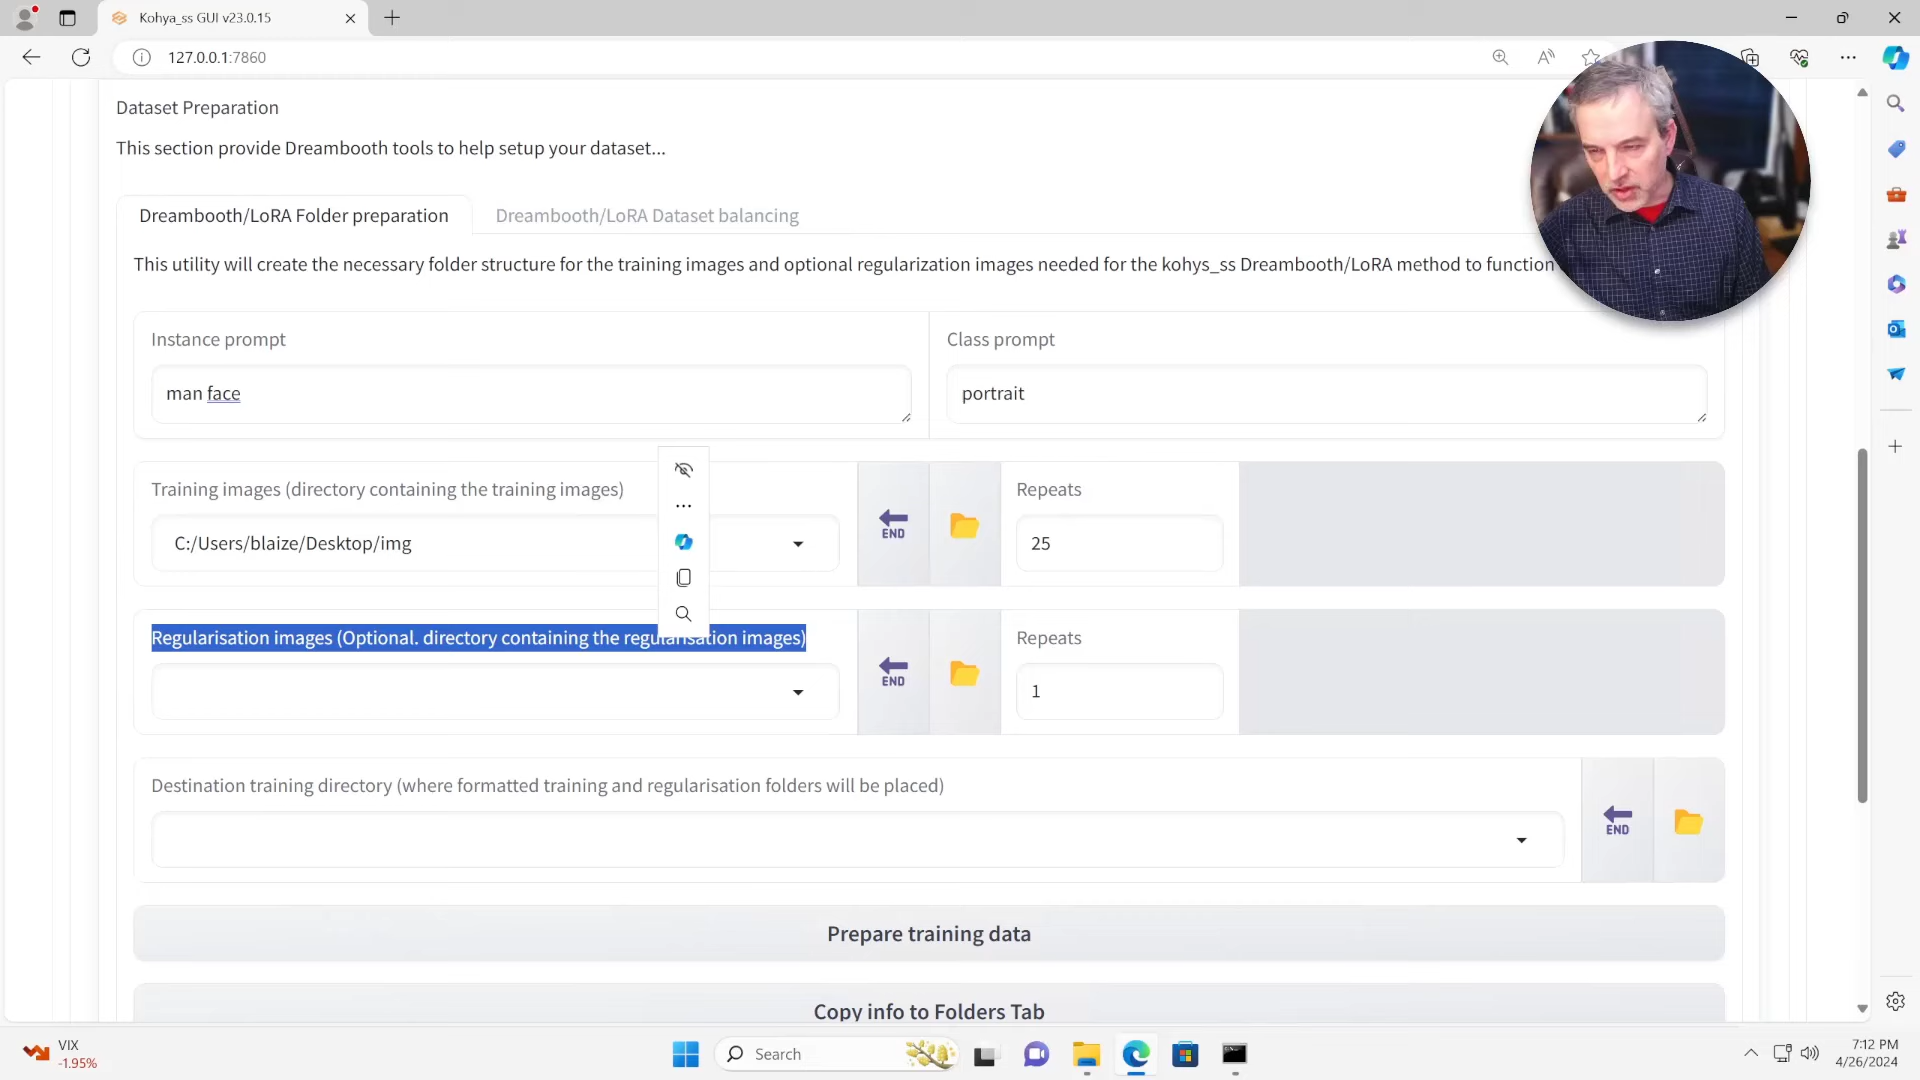 Kohya_ss GUI v23.0.15
127.0.0.1:7860
Dataset Preparation
This section provide Dreambooth tools to help setup your dataset...
Dreambooth/LoRA Folder preparation
Dreambooth/LoRA Dataset balancing
This utility will create the necessary folder structure for the training images and optional regularization images needed for the kohys_ss Dreambooth/LoRA method to function
Instance prompt
Class prompt
man face
portrait
Training images (directory containing the training images)
Repeats
C:/Users/blaize/Desktop/img
END
25
Regularisation images (Optional. directory containing the regularisation images)
Repeats
END
1
Destination training directory (where formatted training and regularisation folders will be placed)
END
Prepare training data
Copy info to Folders Tab
VIX
-1.95%
Search
7:12 PM
4/26/2024